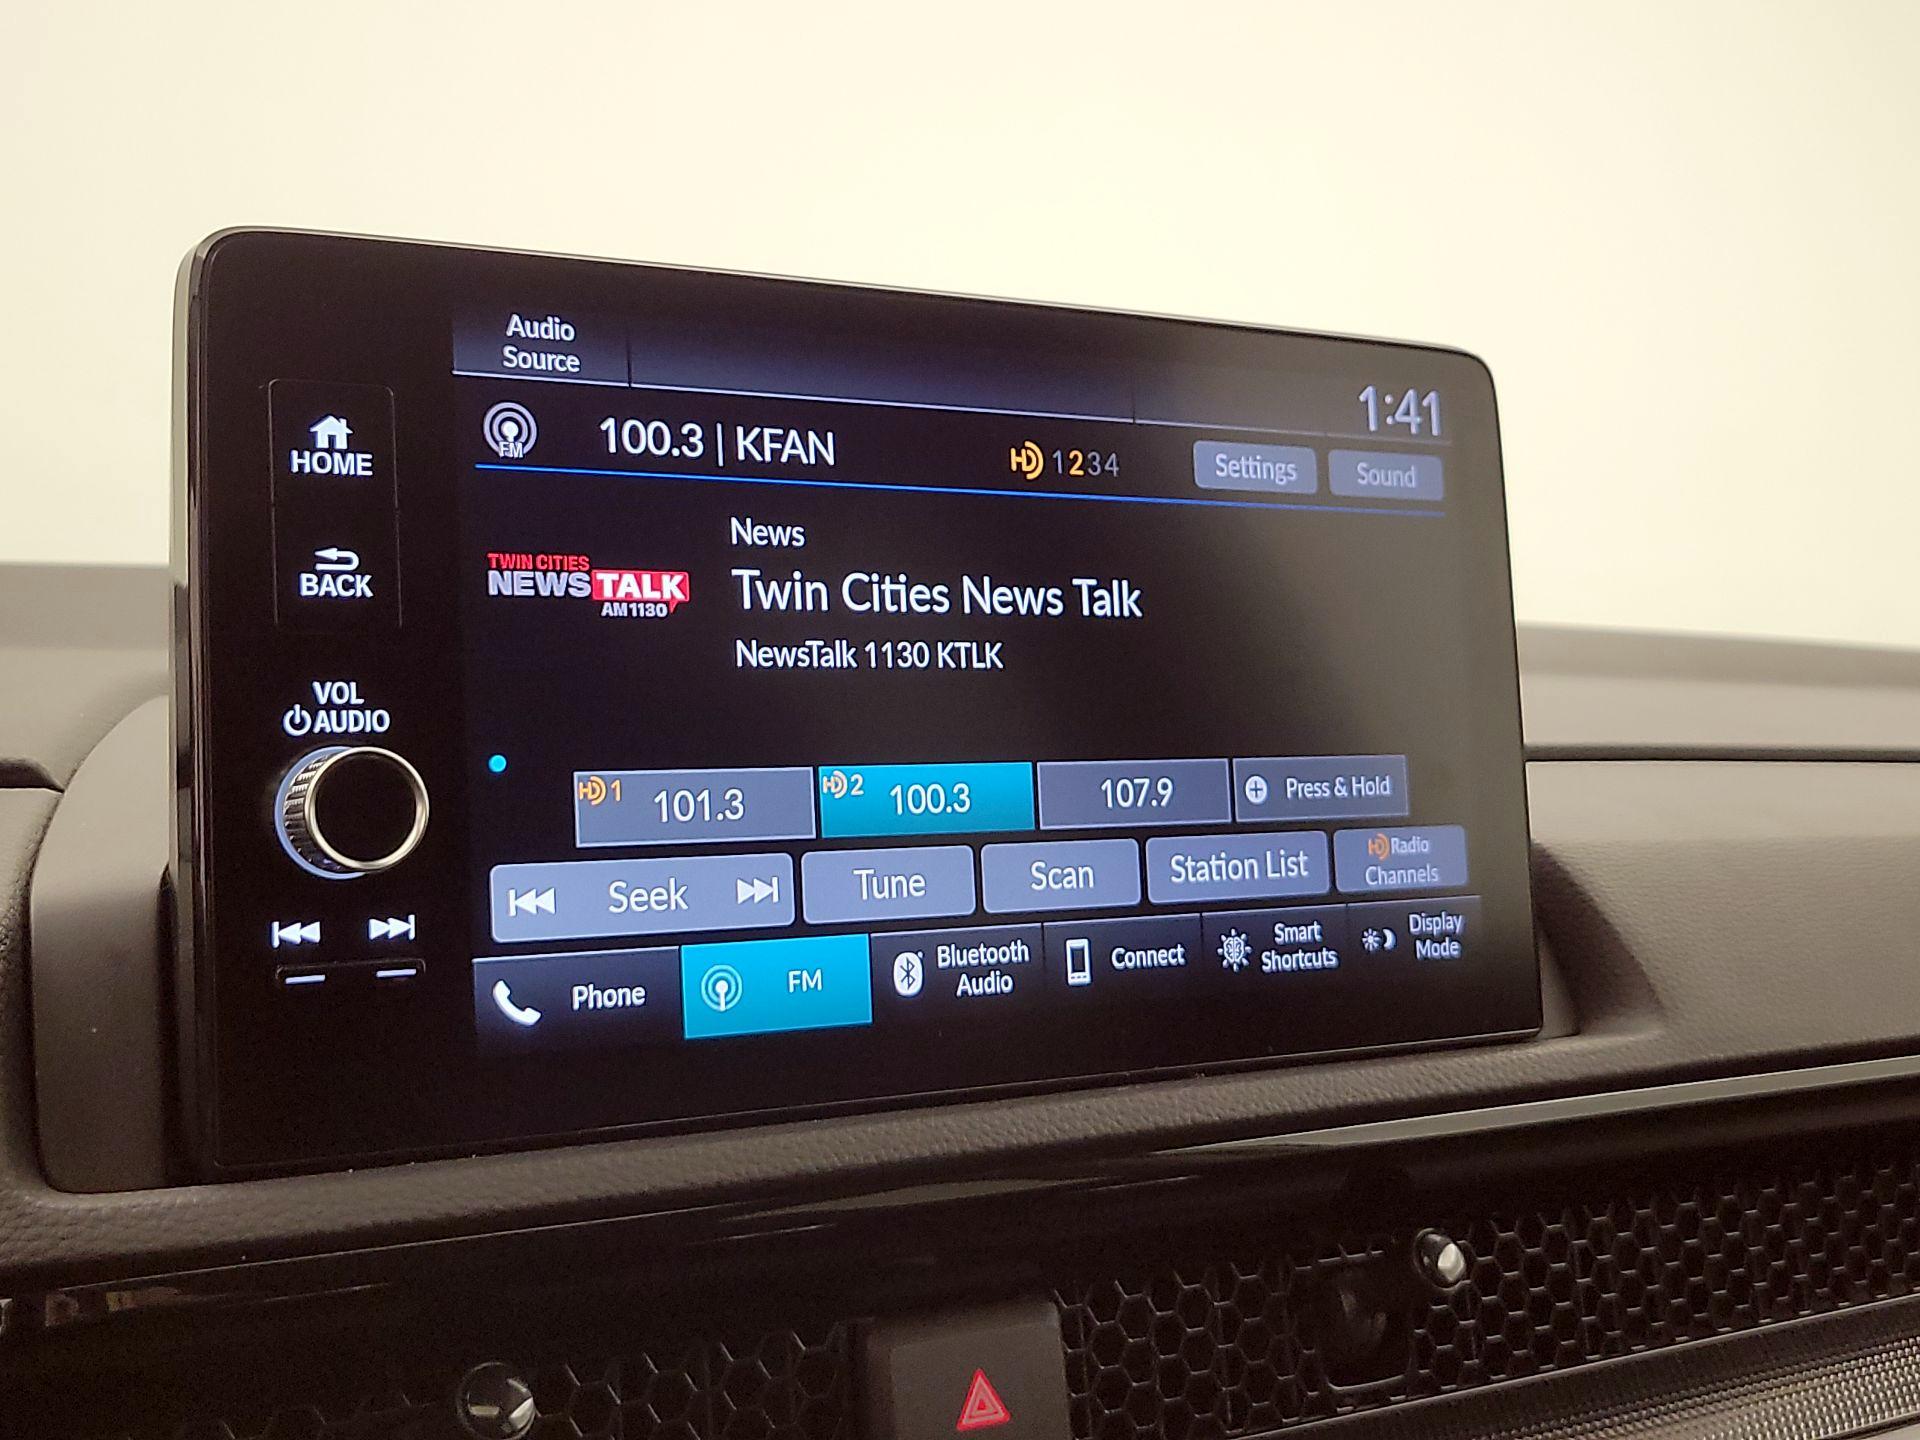 Audio
Source
1:41
FM
100.3 | KFAN
HD 1234
Settings
Sound
HOME
BACK
VOL
AUDIO
News
TWIN CITIES
NEWS TALK
AM1130
Twin Cities News Talk
NewsTalk 1130 KTLK
HD 1 101.3
HD 2 100.3
107.9
Press & Hold
Seek
Tune
Scan
Station List
HD Radio
Channels
Phone
FM
Bluetooth
Audio
Connect
Smart
Shortcuts
Display
Mode